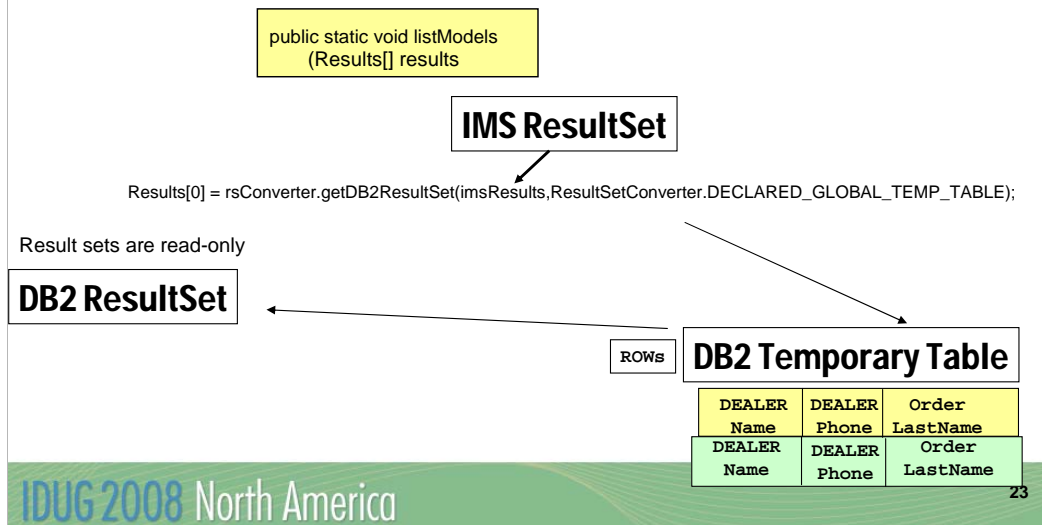 public static void listModels
(Results[] results
IMS ResultSet
Results[0] = rsConverter.getDB2ResultSet(imsResults,ResultSetConverter.DECLARED_GLOBAL_TEMP_TABLE);
Result sets are read-only
DB2 ResultSet
ROWs
DB2 Temporary Table
DEALER DEALER Order
Name Phone LastName
DEALER DEALER Order
Name Phone LastName
IDUG 2008 North America
23